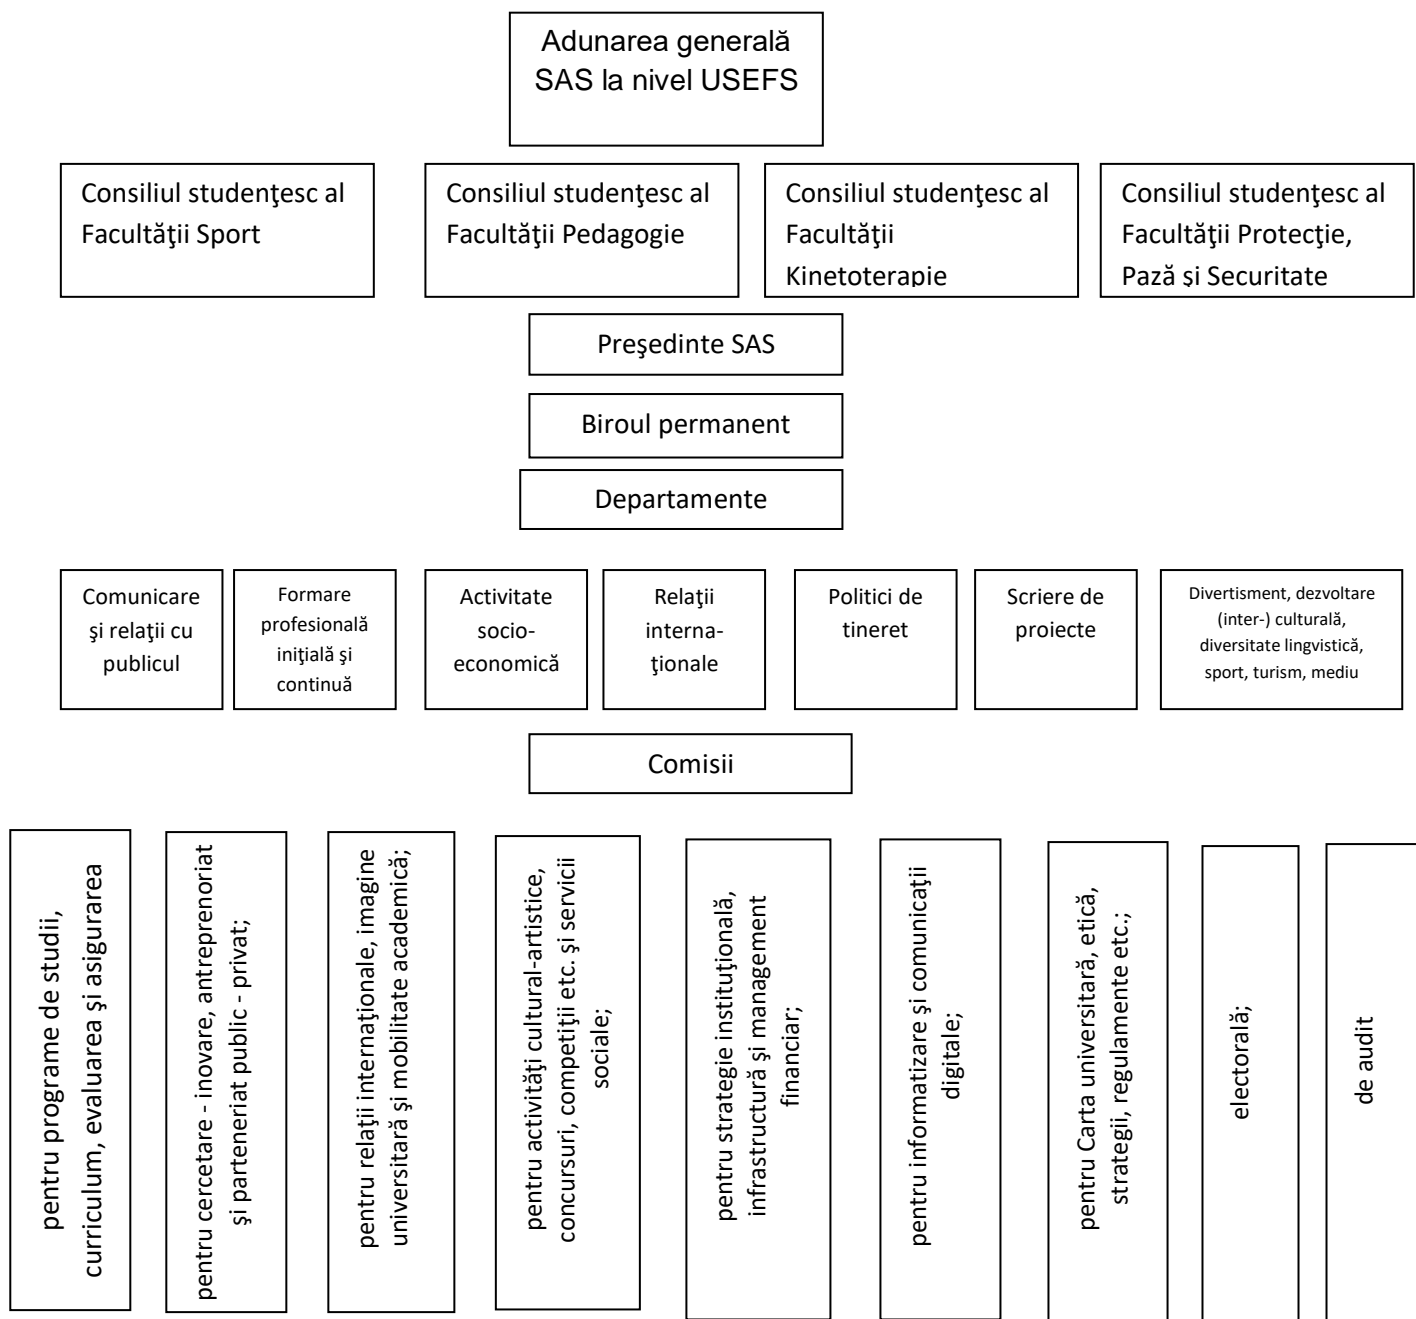 Adunarea generală
SAS la nivel USEFS
Consiliul studenţesc al
Facultăţii Sport
Consiliul studenţesc al
Facultăţii Pedagogie
Consiliul studenţesc al
Facultăţii
Kinetoterapie
Consiliul studenţesc al
Facultăţii Protecţie,
Pază şi Securitate
Preşedinte SAS
Biroul permanent
Departamente
Comunicare
şi relaţii cu
publicul
Formare
profesională
iniţială şi
continuă
Activitate
socio-
economică
Relaţii
interna-
ţionale
Politici de
tineret
Scriere de
proiecte
Divertisment, dezvoltare
(inter-) culturală,
diversitate lingvistică,
sport, turism, mediu
Comisii
pentru programe de studii,
curriculum, evaluarea şi asigurarea
pentru cercetare - inovare, antreprenoriat
şi parteneriat public - privat;
pentru relaţii internaţionale, imagine
universitară şi mobilitate academică;
pentru activităţi cultural-artistice,
concursuri, competiţii etc. şi servicii
sociale;
pentru strategie instituţională,
infrastructură şi management
financiar;
pentru informatizare şi comunicaţii
digitale;
pentru Carta universitară, etică,
strategii, regulamente etc.;
electorală;
de audit